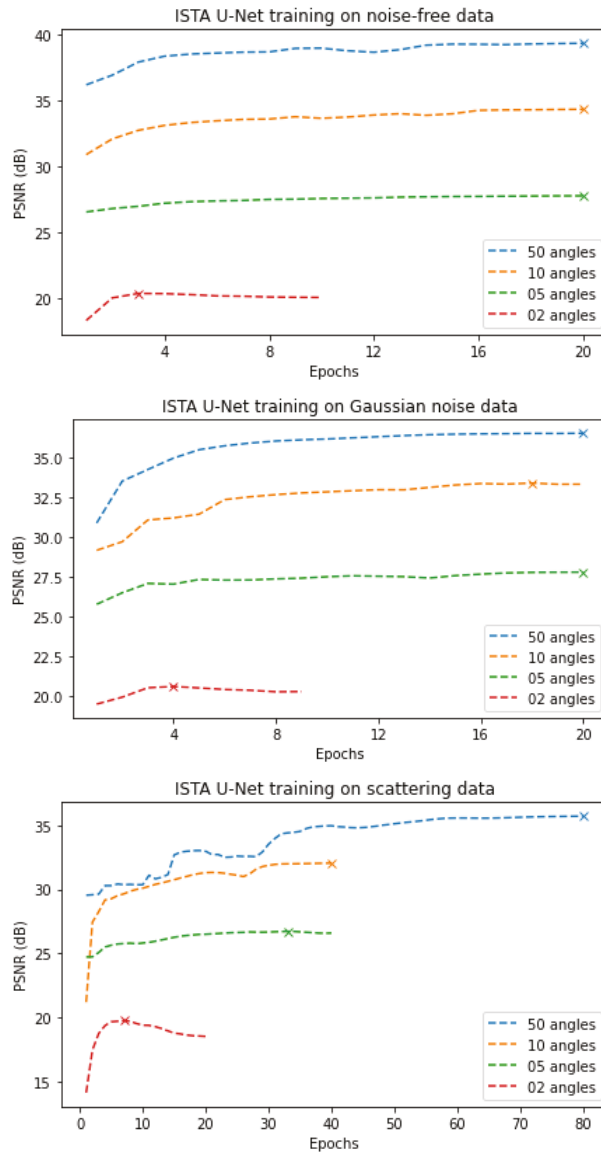 ISTA U-Net training on noise-free data
40
35
30
25
20
PSNR (dB)
50 angles
10 angles
05 angles
02 angles
4
8
12
16
20
Epochs
ISTA U-Net training on Gaussian noise data
35.0
32.5
30.0
27.5
25.0
22.5
20.0
PSNR (dB)
50 angles
10 angles
05 angles
02 angles
4
8
12
16
20
Epochs
ISTA U-Net training on scattering data
35
30
25
20
15
PSNR (dB)
50 angles
10 angles
05 angles
02 angles
0
10
20
30
40
50
60
70
80
Epochs